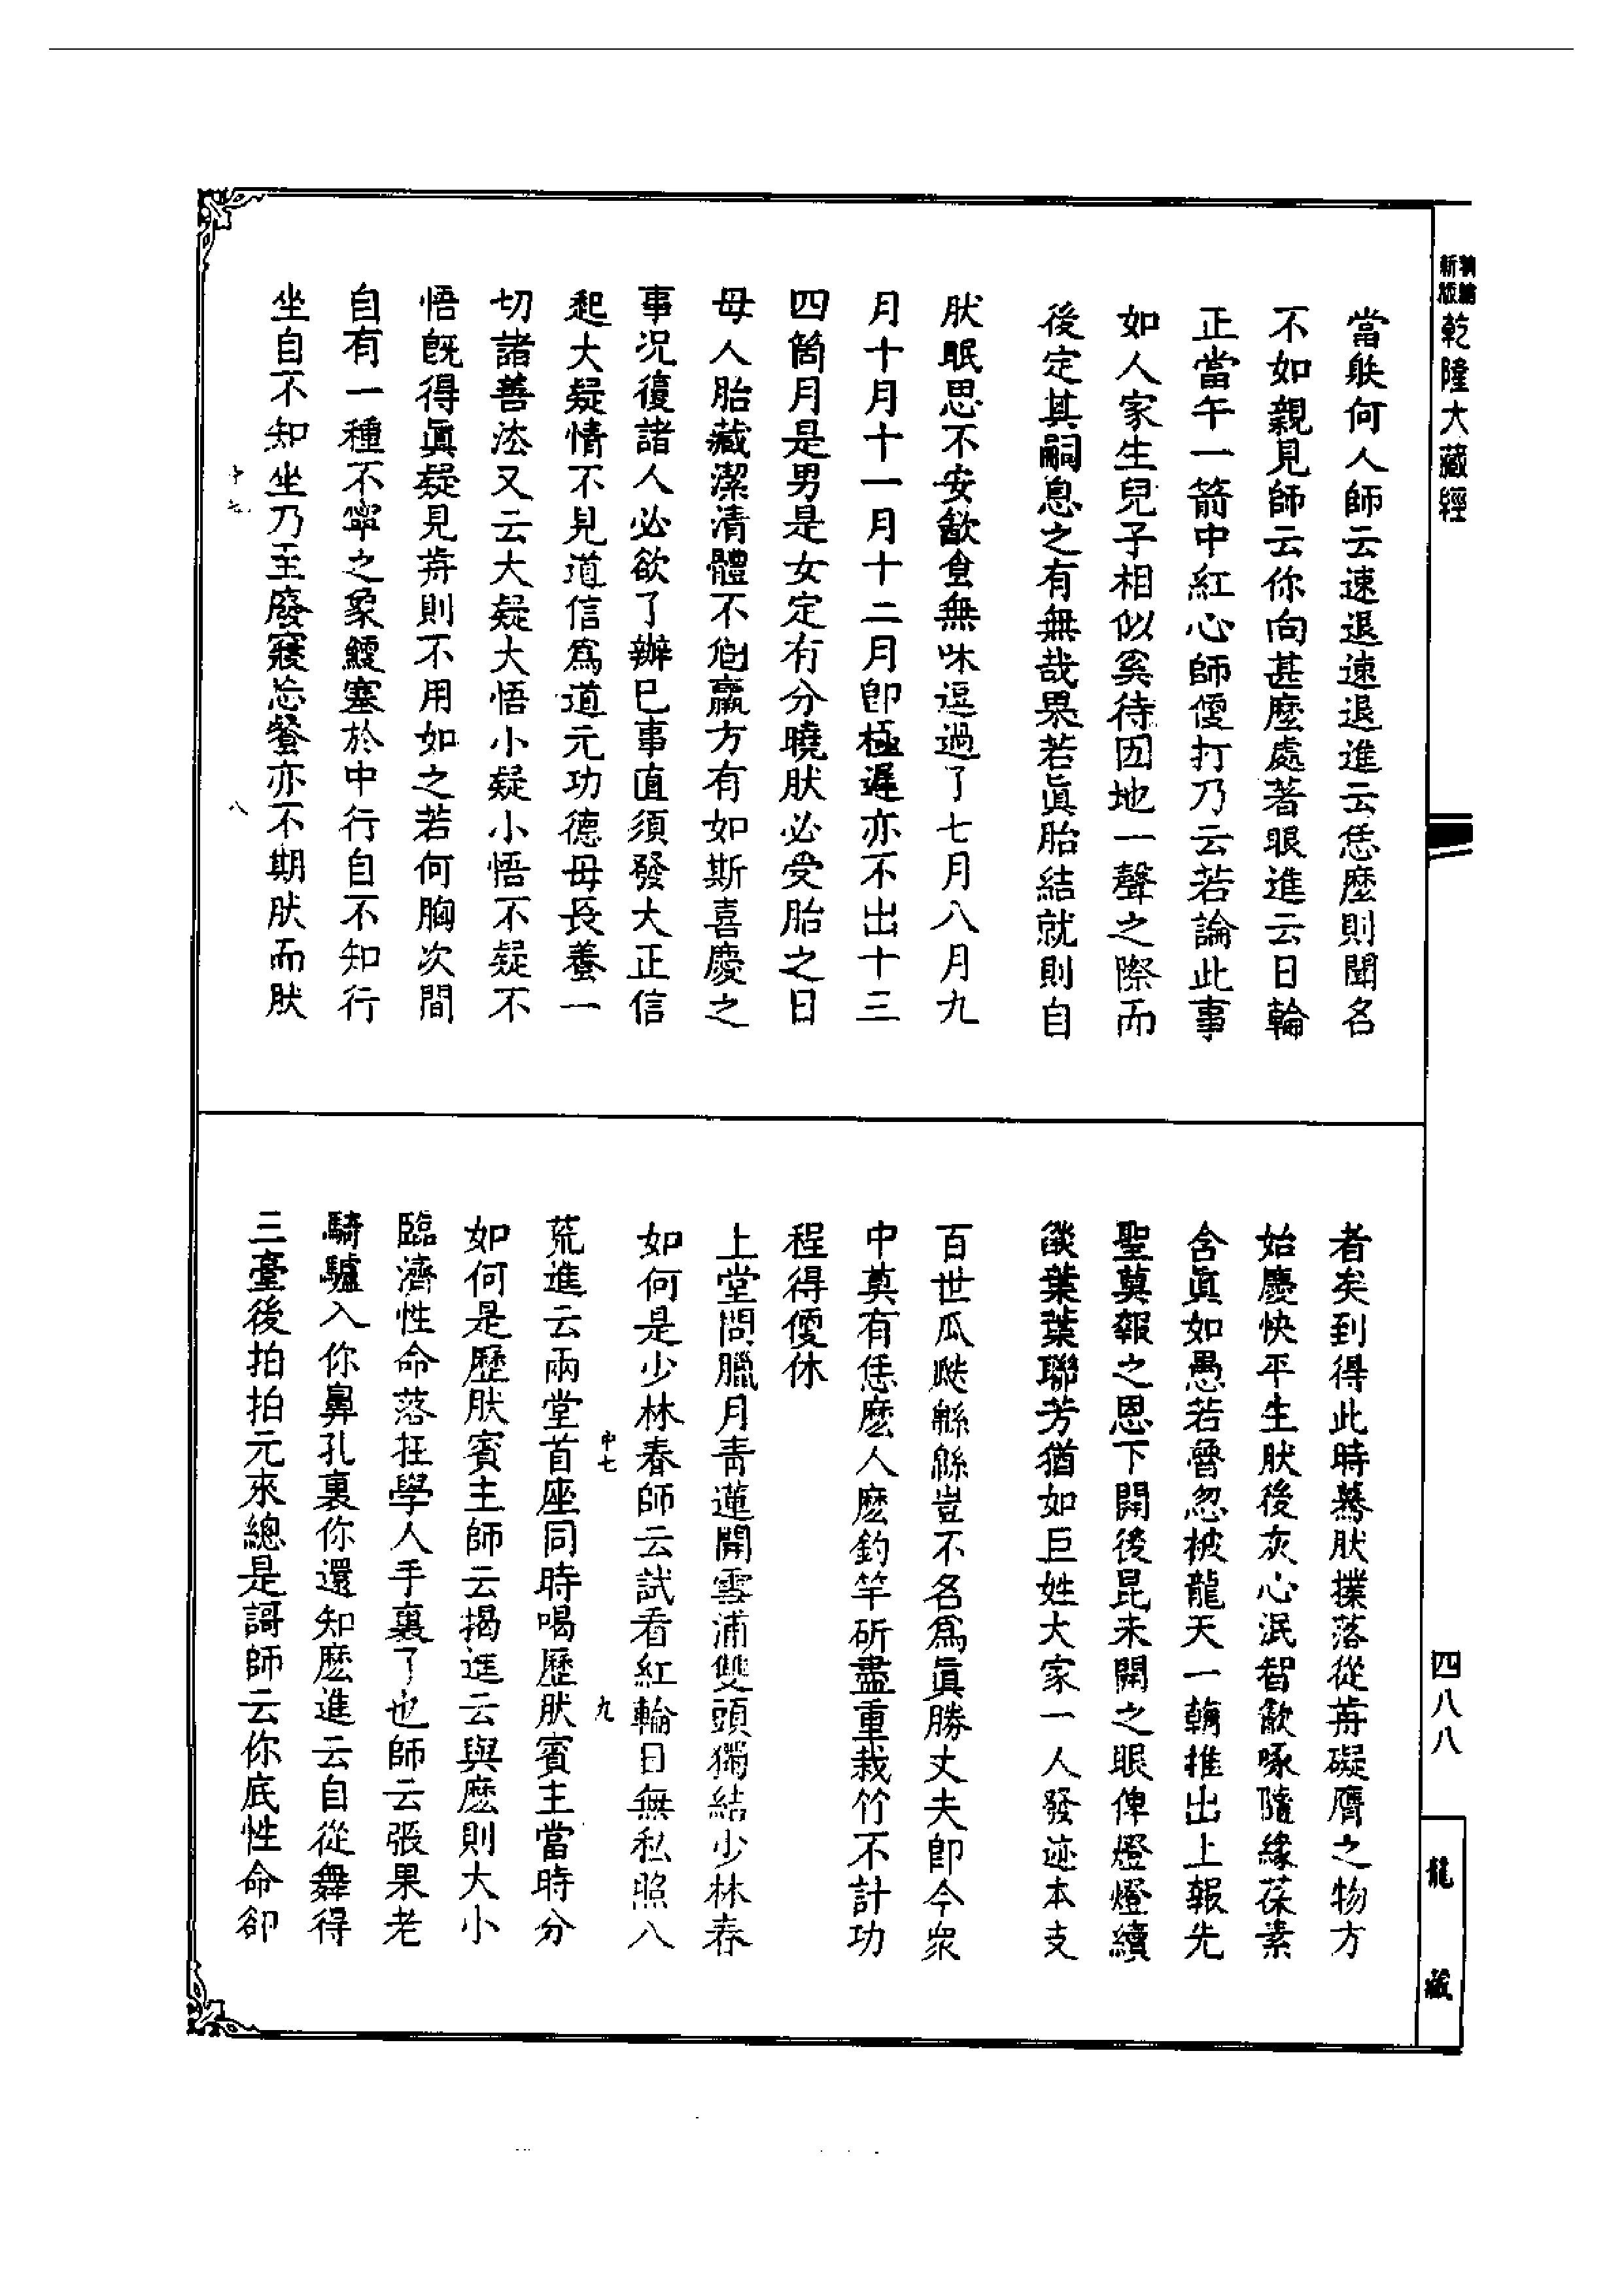 新版
精縮
乾隆大藏經
當躲何人師云速退速退進云恁麼則聞名
不如親見師云你向甚麼處著眼進云日輪
正當午一箭中紅心師便打乃云若論此事
如人家生兒子相似奚待因地一聲之際而
後定其嗣息之有無哉果若眞胎結就則自
肰眠思不安飲食無味逗過了七月八月九
月十月十一月十二月卽極遲亦不出十三
四箇月是男是女定有分曉肰必受胎之日
母人胎藏潔清體不尫羸方有如斯喜慶之
事况復諸人必欲了辦巳事直須發大正信
起大疑情不見道信爲道元功德母長養一
切諸善法又云大疑大悟小疑小悟不疑不
悟旣得眞疑見前則不用如之若何胸次間
自有一種不寧之象鯁塞於中行自不知行
坐自不知坐乃至廢寢忘餐亦不期肰而肰
八
者矣到得此時驀肰撲落從前礙膺之物方
始慶快平生肰後灰心泯智飲啄隨緣葆素
含眞如愚若魯忽被龍天一鞴推出上報先
聖莫報之恩下開後昆未開之眼俾燈燈續
燄葉葉聯芳猶如巨姓大家一人發迹本支
百世瓜瓞緜緜豈不名爲眞勝丈夫卽今衆
中莫有恁麼人麼釣竿斫盡重栽竹不計功
程得便休
上堂問臘月靑蓮開雪浦雙頭獨結少林春
如何是少林春師云試看紅輪日無私照八
九
荒進云兩堂首座同時喝歷肰賓主當時分
如何是歷肰賓主師云揭進云與麼則大小
臨濟性命落在學人手裏了也師云張果老
騎驢入你鼻孔裏你還知麼進云自從舞得
三臺後拍拍元來總是謌師云你底性命卻
四八八
龍藏